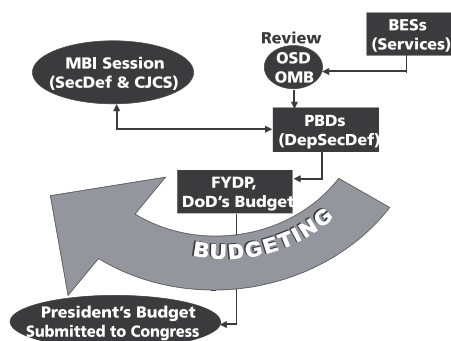 BESs
(Services)
Review
OSD
OMB
MBI Session
(SecDef & CJCS)
PBDs
(DepSecDef)
FYDP,
DoD's Budget
BUDGETING
President's Budget
Submitted to Congress